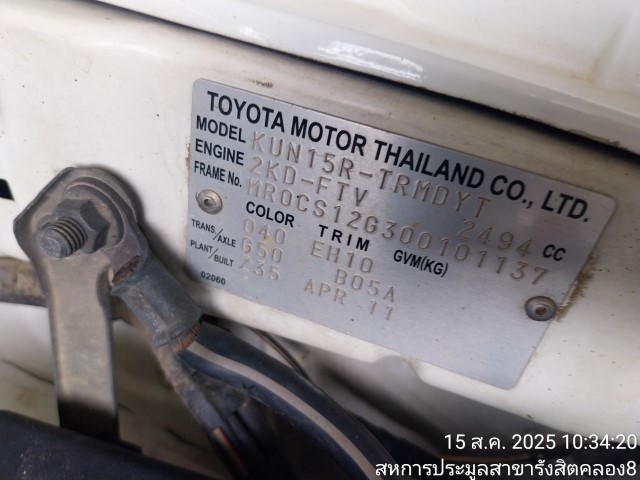 TOYOTA MOTOR THAILAND CO., LTD.
MODEL KUN15R-TRMDYT
ENGINE 2KD-FTV 2494 CC
FRAME No. MR0CS12G300101137
COLOR TRIM GVM(KG)
040 EH10
TRANS/AXLE G50 B05A
PLANT/BUILT Z35 APR 11
02060
15 ส.ค. 2025 10:34:20
สหการประมูลสาขารังสิตคลอง8